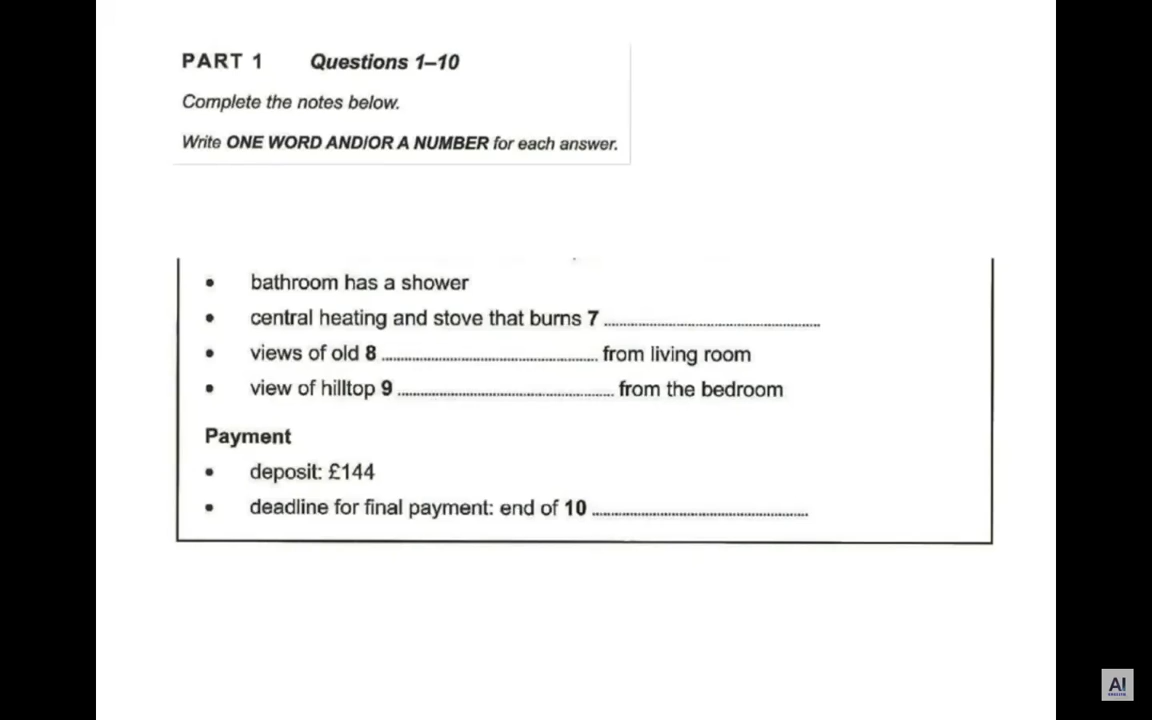 PART 1 Questions 1–10
Complete the notes below.
Write ONE WORD AND/OR A NUMBER for each answer.
• bathroom has a shower
• central heating and stove that burns 7 ..............................
• views of old 8 .............................. from living room
• view of hilltop 9 .............................. from the bedroom
Payment
• deposit: £144
• deadline for final payment: end of 10 ..............................
AI